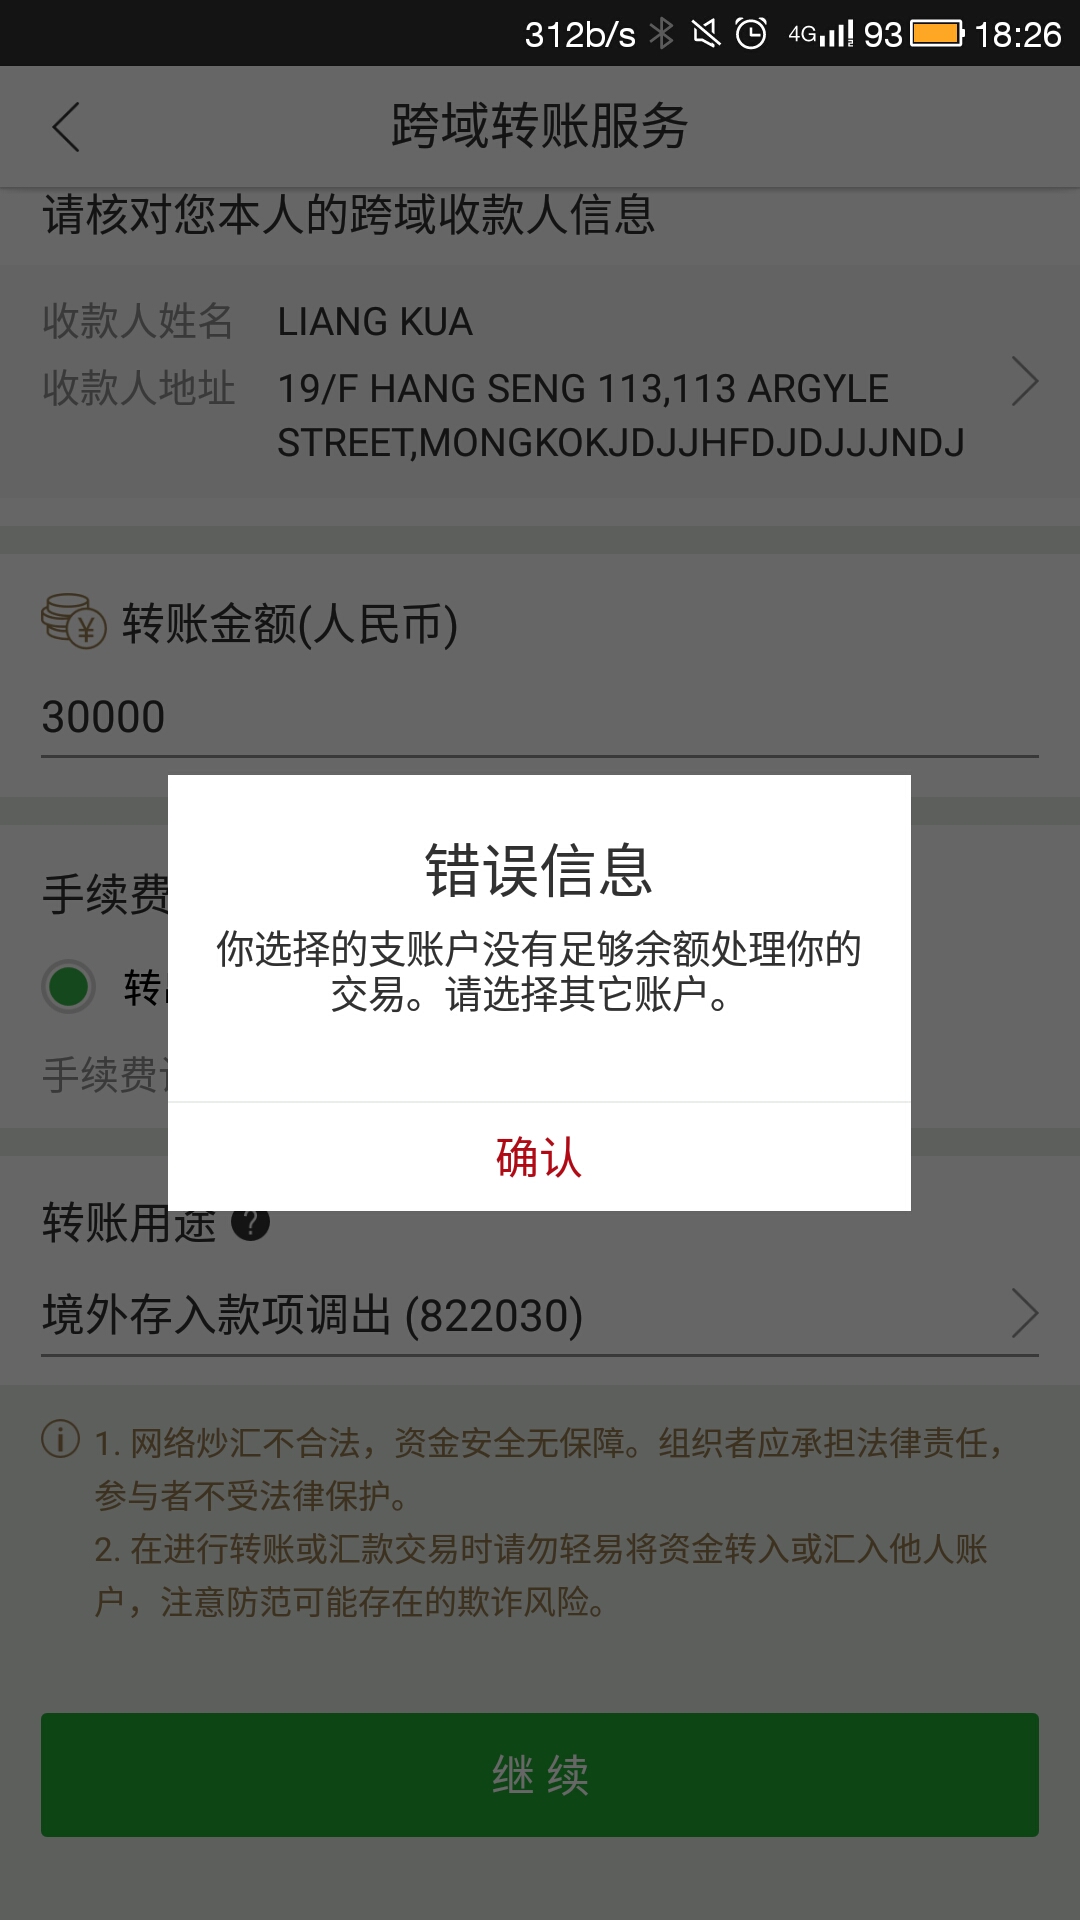 312b/s 4G 93 18:26
跨域转账服务
请核对您本人的跨域收款人信息
收款人姓名 LIANG KUA
收款人地址 19/F HANG SENG 113,113 ARGYLE
STREET,MONGKOKJDJJHFDJDJJJNDJ
转账金额(人民币)
30000
手续费
转
手续费
错误信息
你选择的支账户没有足够余额处理你的
交易。请选择其它账户。
确认
转账用途 ?
境外存入款项调出 (822030)
1. 网络炒汇不合法，资金安全无保障。组织者应承担法律责任，
参与者不受法律保护。
2. 在进行转账或汇款交易时请勿轻易将资金转入或汇入他人账
户，注意防范可能存在的欺诈风险。
继 续